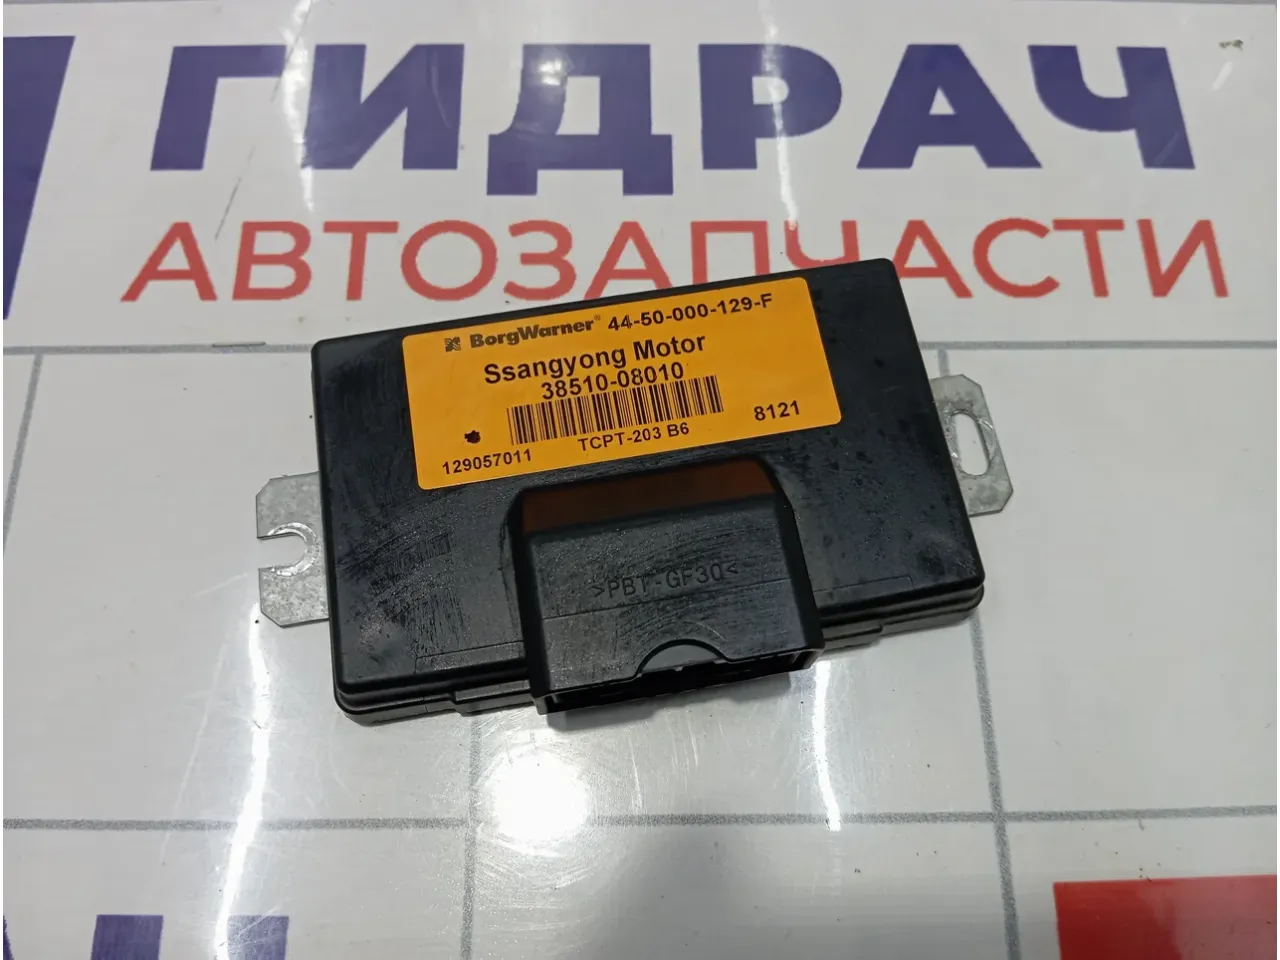 ГИДРАЧ
АВТОЗАПЧАСТИ
BorgWarner® 44-50-000-129-F
Ssangyong Motor
38510-08010
8121
TCPT-203 B6
129057011
>PBT-GF30<